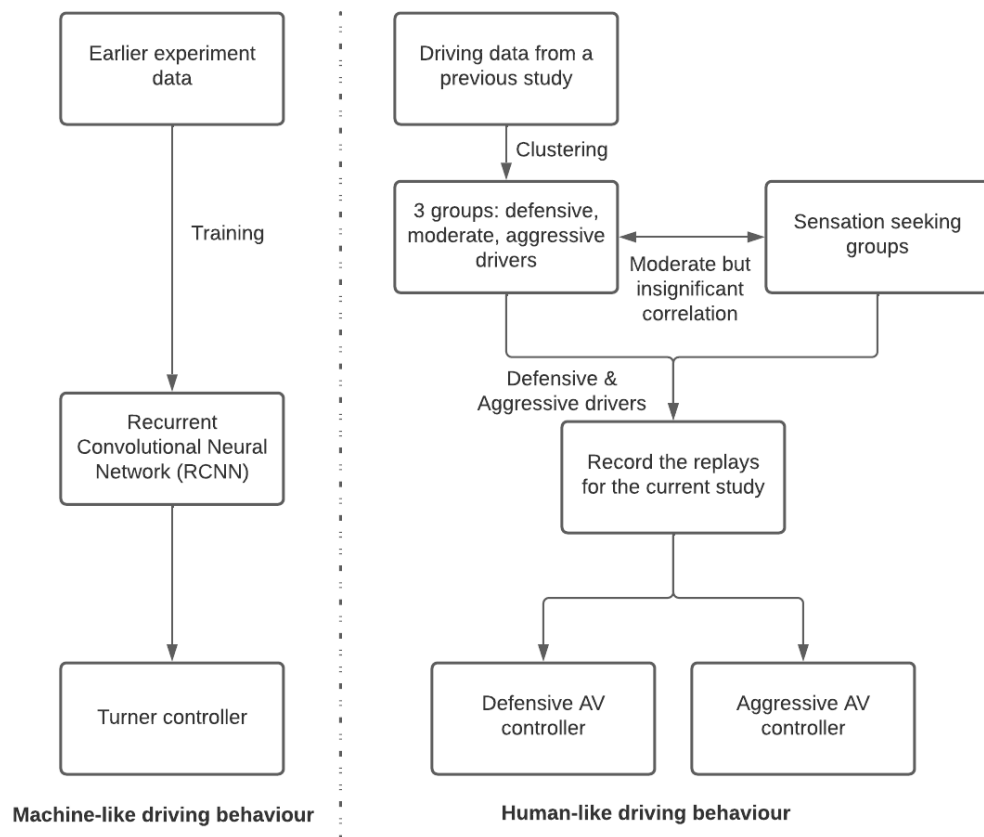 Earlier experiment
data
Training
Recurrent
Convolutional Neural
Network (RCNN)
Turner controller
Machine-like driving behaviour
Driving data from a
previous study
Clustering
3 groups: defensive,
moderate, aggressive
drivers
Moderate but
insignificant
correlation
Sensation seeking
groups
Defensive &
Aggressive drivers
Record the replays
for the current study
Defensive AV
controller
Aggressive AV
controller
Human-like driving behaviour